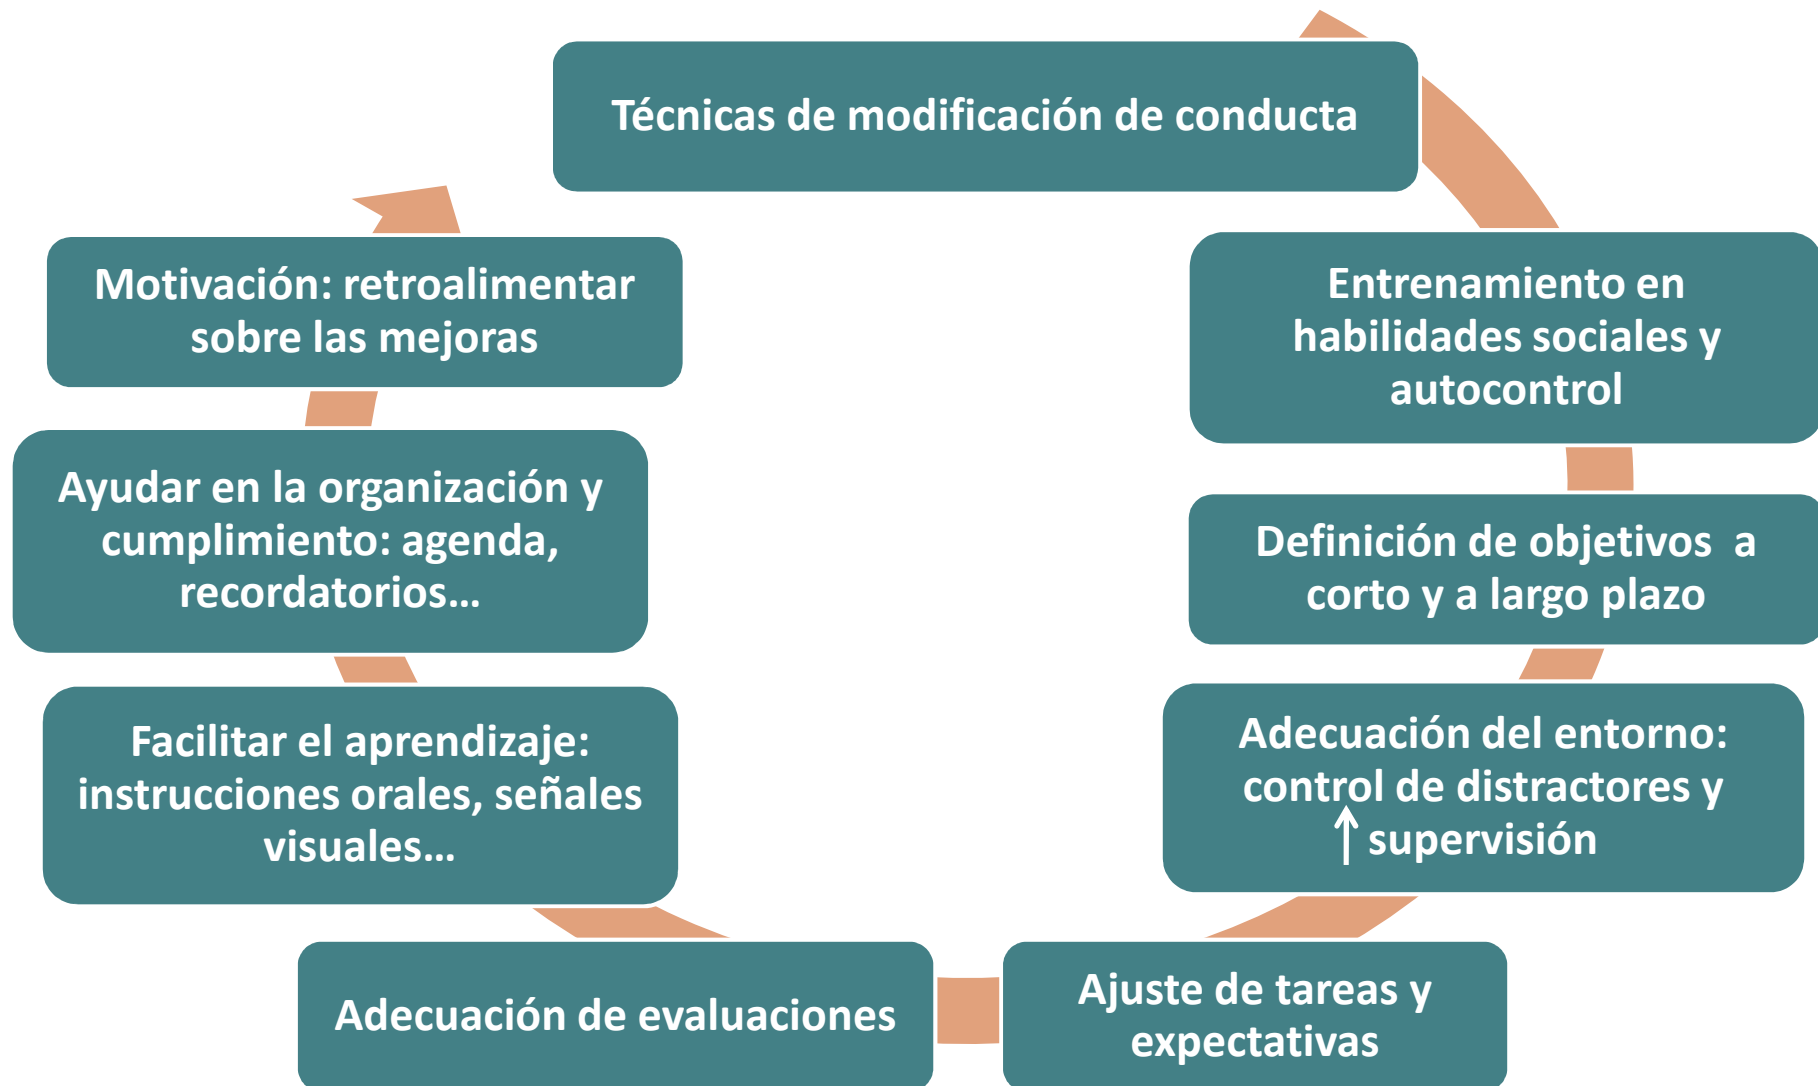 Técnicas de modificación de conducta
Entrenamiento en
habilidades sociales y
autocontrol
Definición de objetivos  a
corto y a largo plazo
Adecuación del entorno:
control de distractores y
↑ supervisión
Ajuste de tareas y
expectativas
Adecuación de evaluaciones
Facilitar el aprendizaje:
instrucciones orales, señales
visuales...
Ayudar en la organización y
cumplimiento: agenda,
recordatorios...
Motivación: retroalimentar
sobre las mejoras